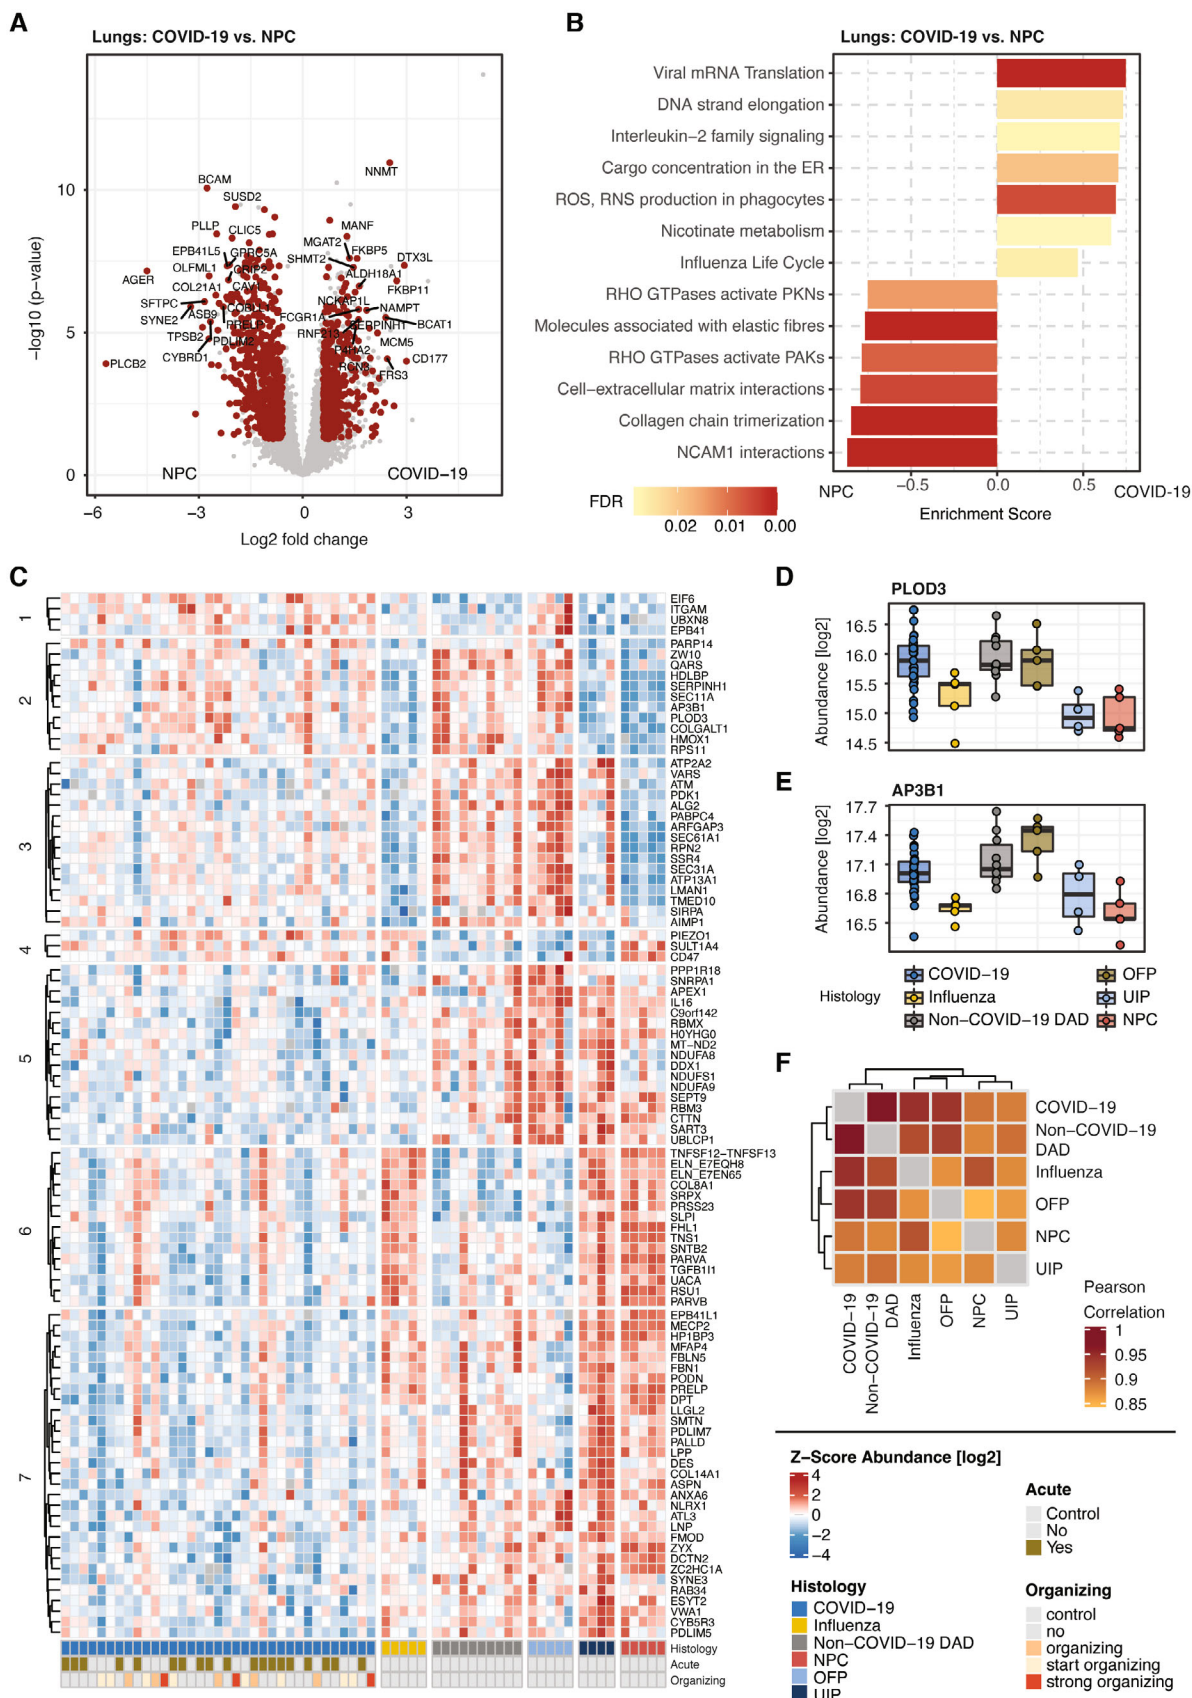 A
Lungs: COVID-19 vs. NPC
−log10 (p−value)
10
5
0
NNMT
BCAM
SUSD2
PLLP
CLIC5
MANF
MGAT2
FKBP5
EPB41L5
GPRC5A
SHMT2
DTX3L
OLFML1
CRIP2
ALDH18A1
AGER
COL21A1
CAV1
FKBP11
SFTPC
NCKAP1L
NAMPT
ASB9
COBLL1
FCGR1A
SYNE2
PRELP
SERPINH1
BCAT1
TPSB2
PDLIM2
RNF213
MCM5
CYBRD1
P4HA2
PLCB2
RCN3
CD177
FRS3
NPC
COVID−19
−6
−3
0
3
Log2 fold change
B
Lungs: COVID-19 vs. NPC
Viral mRNA Translation
DNA strand elongation
Interleukin−2 family signaling
Cargo concentration in the ER
ROS, RNS production in phagocytes
Nicotinate metabolism
Influenza Life Cycle
RHO GTPases activate PKNs
Molecules associated with elastic fibres
RHO GTPases activate PAKs
Cell−extracellular matrix interactions
Collagen chain trimerization
NCAM1 interactions
NPC
−0.5
0.0
0.5
COVID-19
Enrichment Score
FDR
0.02
0.01
0.00
C
1
EIF6
ITGAM
UBXN8
EPB41
2
PARP14
ZW10
QARS
HDLBP
SERPINH1
SEC11A
AP3B1
PLOD3
COLGALT1
HMOX1
RPS11
3
ATP2A2
VARS
ATM
PDK1
ALG2
PABPC4
ARFGAP3
SEC61A1
RPN2
SSR4
SEC31A
ATP13A1
LMAN1
TMED10
SIRPA
AIMP1
4
PIEZO1
SULT1A4
CD47
5
PPP1R18
SNRPA1
APEX1
IL16
C9orf142
RBMX
H0YHG0
MT−ND2
NDUFA8
DDX1
NDUFS1
NDUFA9
SEPT9
RBM3
CTTN
SART3
UBLCP1
6
TNFSF12−TNFSF13
ELN_E7EQH8
ELN_E7EN65
COL8A1
SRPX
PRSS23
SLPI
FHL1
TNS1
SNTB2
PARVA
TGFB1I1
UACA
RSU1
PARVB
7
EPB41L1
MECP2
HP1BP3
MFAP4
FBLN5
FBN1
PODN
PRELP
DPT
LLGL2
SMTN
PDLIM7
PALLD
LPP
DES
COL14A1
ASPN
ANXA6
NLRX1
ATL3
LNP
FMOD
ZYX
DCTN2
ZC2HC1A
SYNE3
RAB34
ESYT2
VWA1
CYB5R3
PDLIM5
Histology
Acute
Organizing
D
PLOD3
Abundance [log2]
16.5
16.0
15.5
15.0
14.5
E
AP3B1
Abundance [log2]
17.7
17.4
17.1
16.8
16.5
Histology
COVID−19
Influenza
Non−COVID−19 DAD
OFP
UIP
NPC
F
COVID−19
Non−COVID−19
DAD
Influenza
OFP
NPC
UIP
COVID−19
Non−COVID−19
DAD
Influenza
OFP
NPC
UIP
Pearson
Correlation
1
0.95
0.9
0.85
Z−Score Abundance [log2]
4
2
0
−2
−4
Histology
COVID−19
Influenza
Non−COVID−19 DAD
NPC
OFP
UIP
Acute
Control
No
Yes
Organizing
control
no
organizing
start organizing
strong organizing